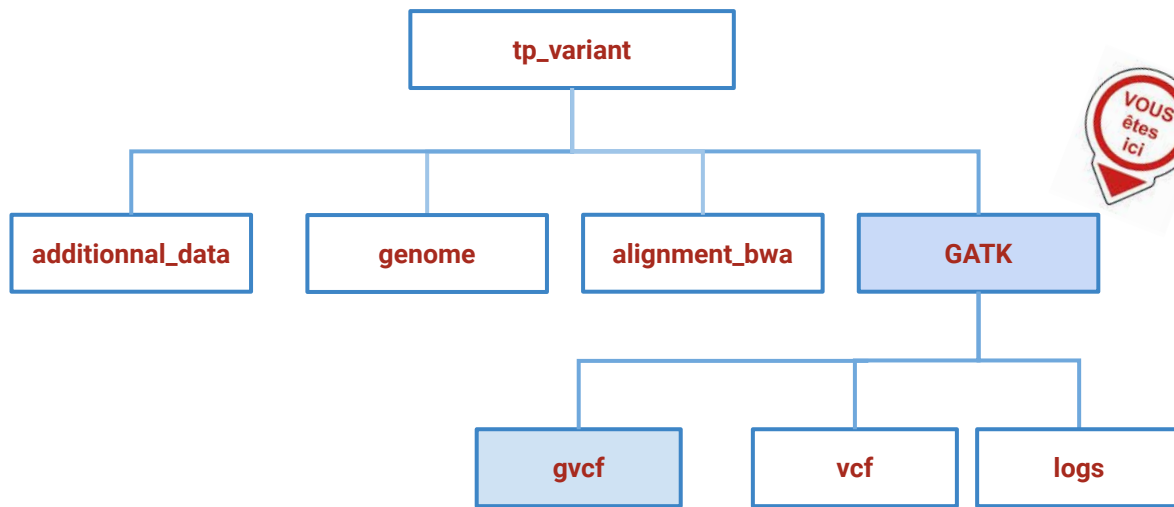 tp_variant
VOUS
êtes
ici
additionnal_data
genome
alignment_bwa
GATK
gvcf
vcf
logs